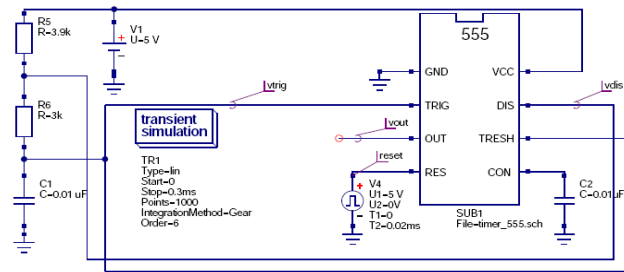 R5
R=3.9k
V1
U=5 V
555
GND
VCC
vtrig
vdis
R6
R=3k
transient
simulation
TRIG
DIS
vout
OUT
TRESH
TR1
Type=lin
Start=0
Stop=0.3ms
Points=1000
IntegrationMethod=Gear
Order=6
reset
RES
CON
C1
C=0.01 uF
V4
U1=5 V
U2=0V
T1=0
T2=0.02ms
C2
C=0.01uF
SUB1
File=timer_555.sch